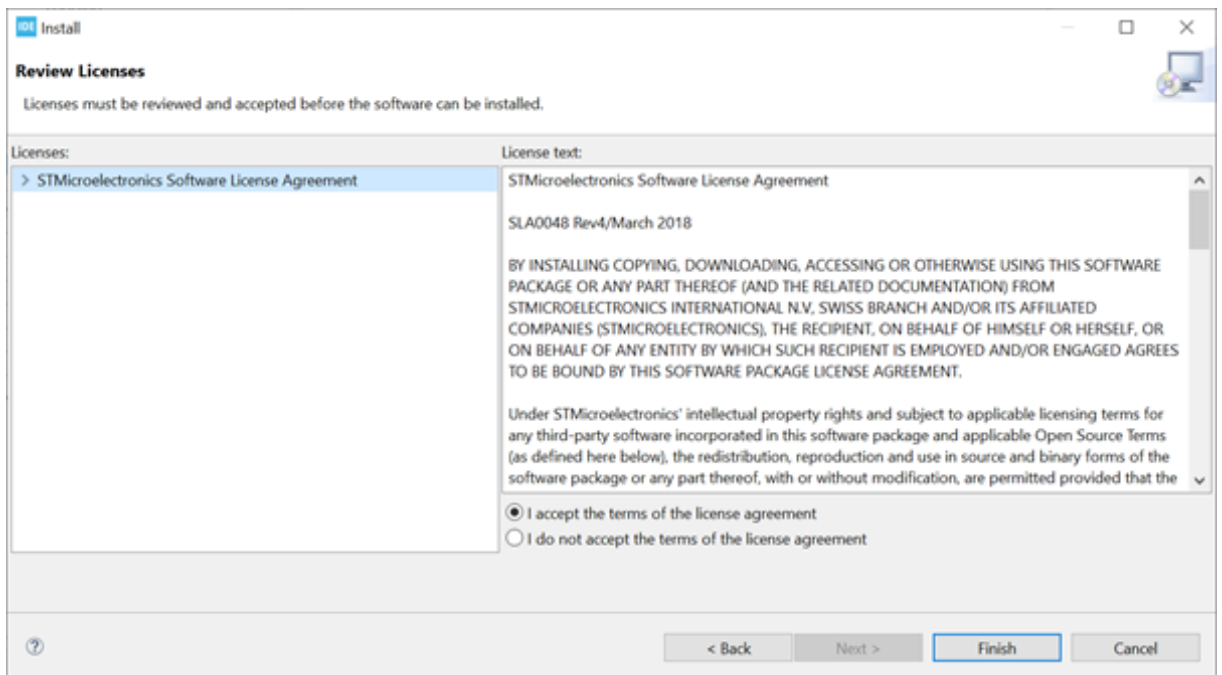 IDE Install
Review Licenses
Licenses must be reviewed and accepted before the software can be installed.
Licenses:
> STMicroelectronics Software License Agreement
License text:
STMicroelectronics Software License Agreement
SLA0048 Rev4/March 2018
BY INSTALLING COPYING, DOWNLOADING, ACCESSING OR OTHERWISE USING THIS SOFTWARE
PACKAGE OR ANY PART THEREOF (AND THE RELATED DOCUMENTATION) FROM
STMICROELECTRONICS INTERNATIONAL N.V, SWISS BRANCH AND/OR ITS AFFILIATED
COMPANIES (STMICROELECTRONICS), THE RECIPIENT, ON BEHALF OF HIMSELF OR HERSELF, OR
ON BEHALF OF ANY ENTITY BY WHICH SUCH RECIPIENT IS EMPLOYED AND/OR ENGAGED AGREES
TO BE BOUND BY THIS SOFTWARE PACKAGE LICENSE AGREEMENT.
Under STMicroelectronics' intellectual property rights and subject to applicable licensing terms for
any third-party software incorporated in this software package and applicable Open Source Terms
(as defined here below), the redistribution, reproduction and use in source and binary forms of the
software package or any part thereof, with or without modification, are permitted provided that the
I accept the terms of the license agreement
I do not accept the terms of the license agreement
? < Back Next > Finish Cancel